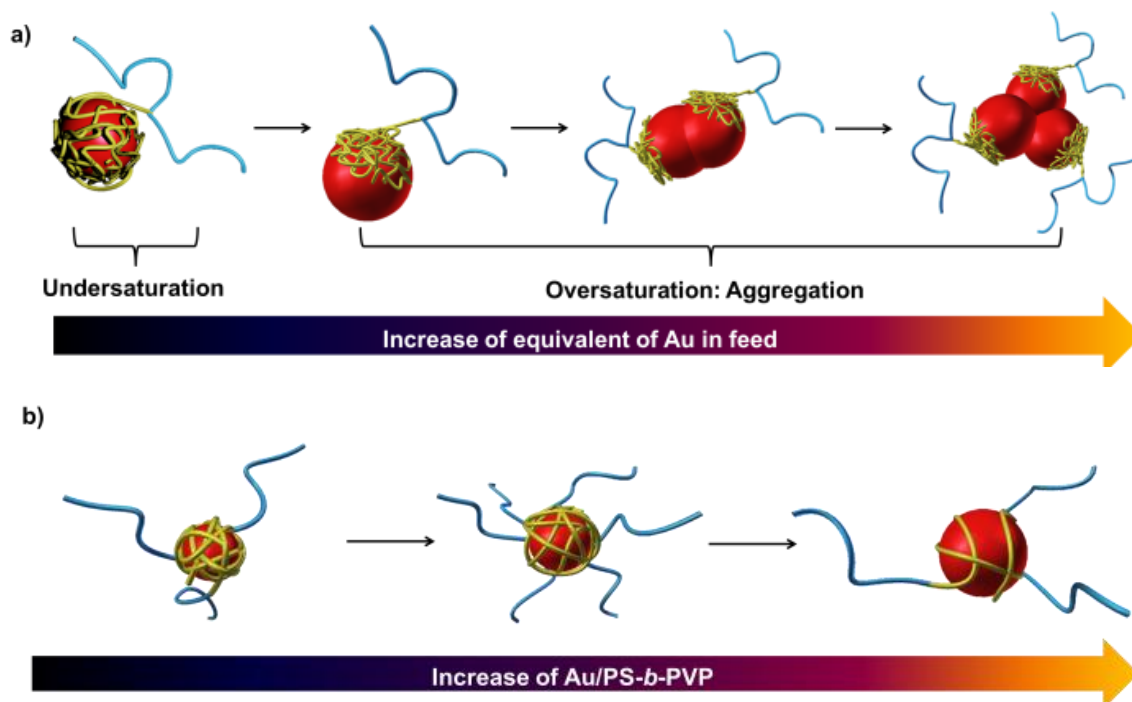 a)
Undersaturation
Oversaturation: Aggregation
Increase of equivalent of Au in feed
b)
Increase of Au/PS-b-PVP